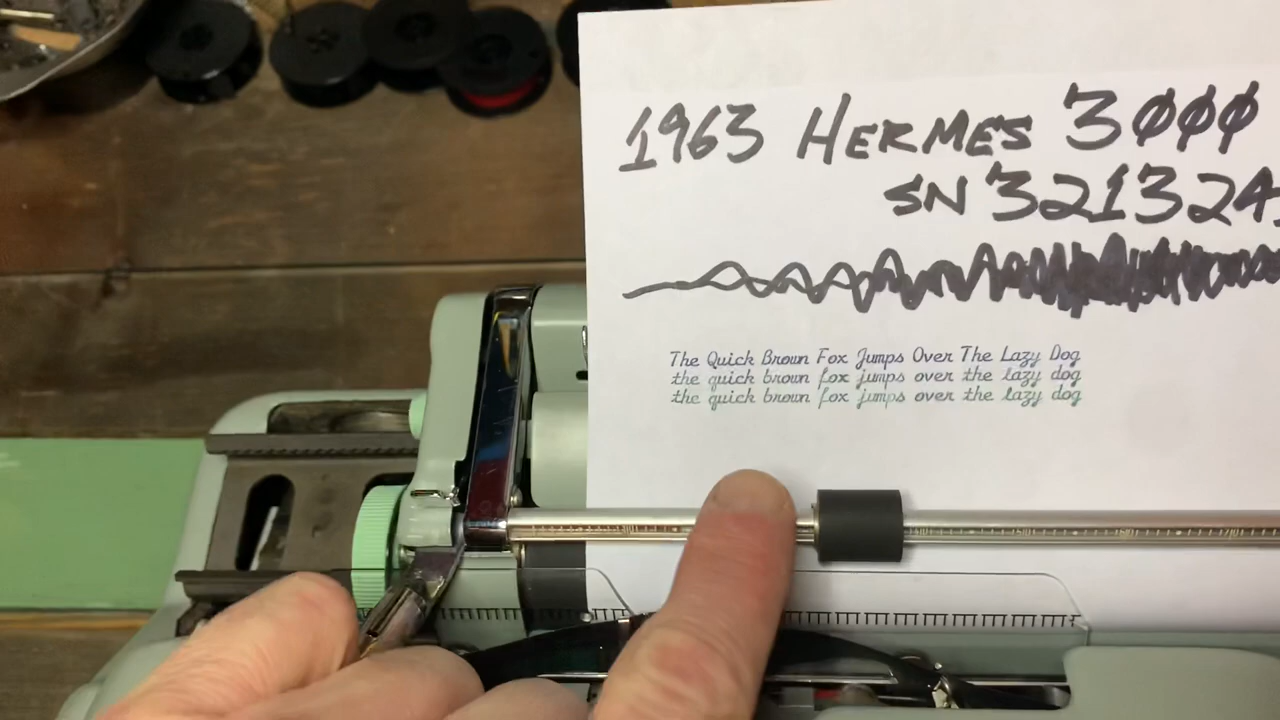 1963 HERMES 3000
SN 321324
The Quick Brown Fox Jumps Over The Lazy Dog
the quick brown fox jumps over the lazy dog
the quick brown fox jumps over the lazy dog